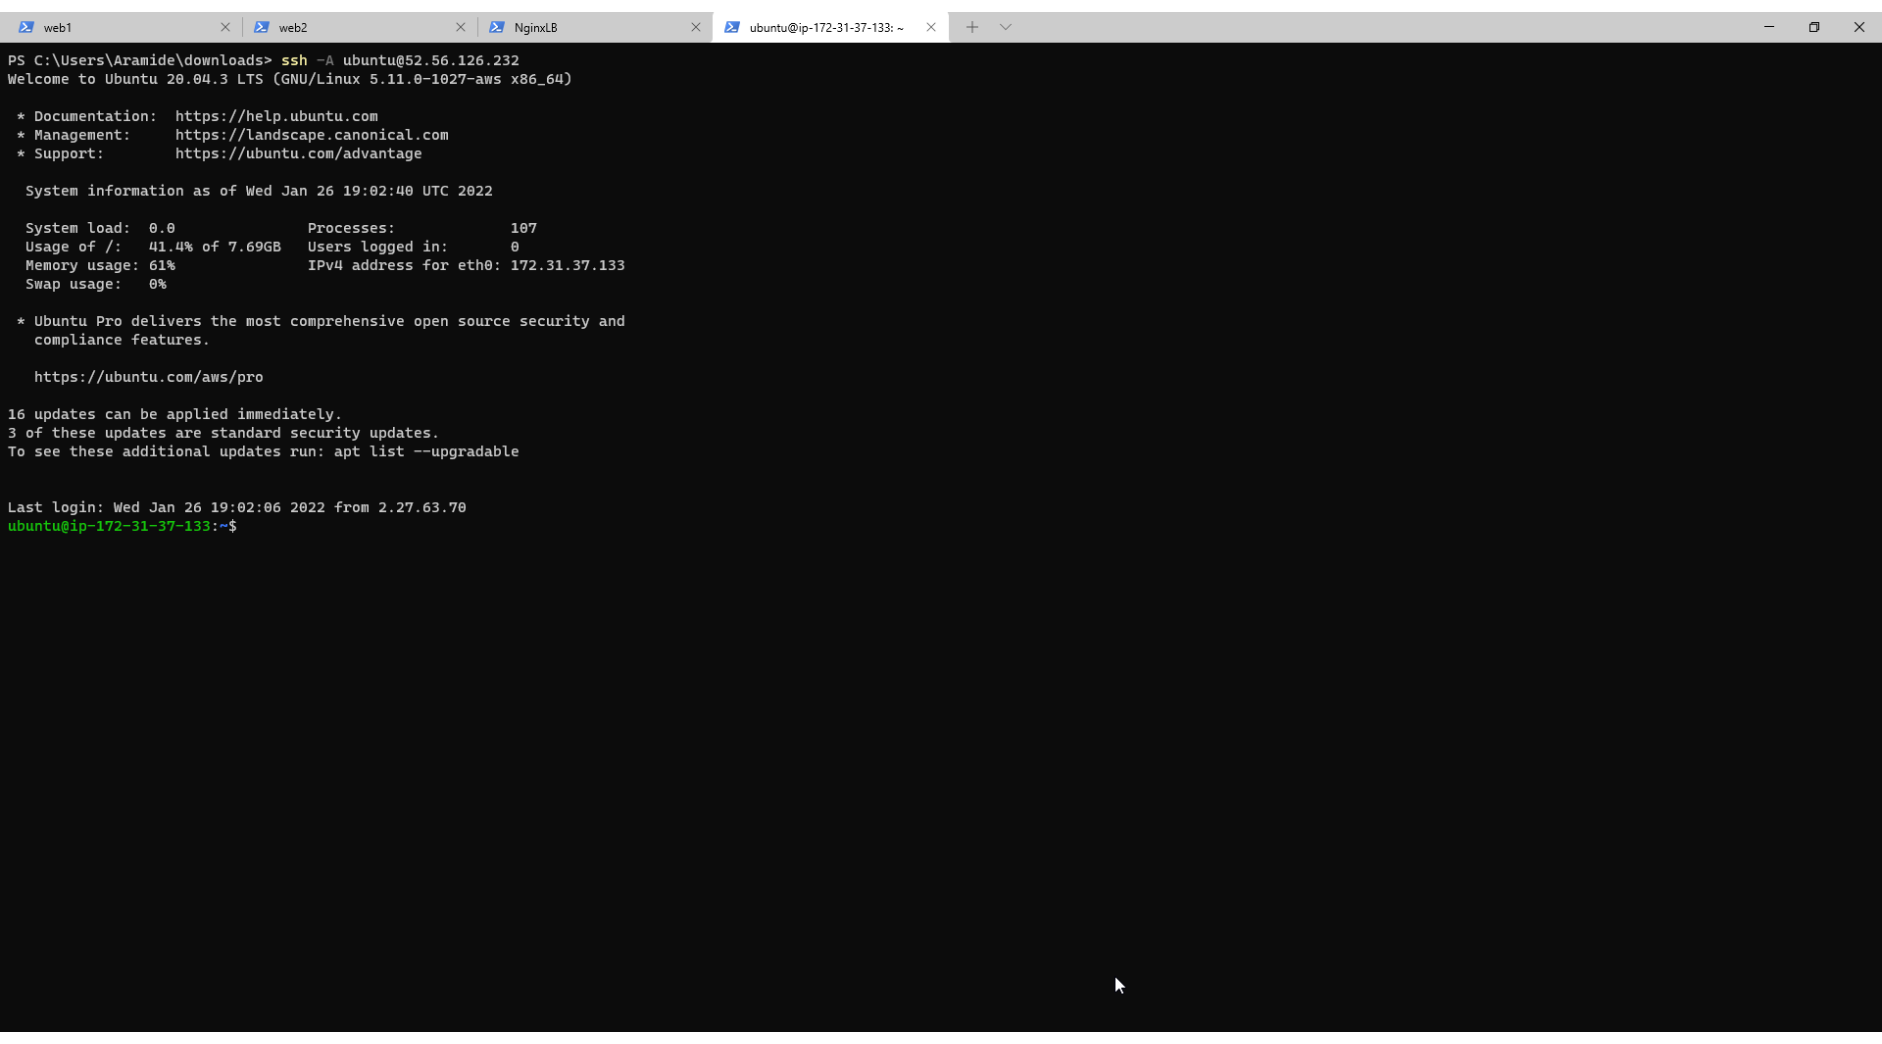 web1
web2
NginxLB
ubuntu@ip-172-31-37-133: ~
PS C:\Users\Aramide\downloads> ssh -A ubuntu@52.56.126.232
Welcome to Ubuntu 20.04.3 LTS (GNU/Linux 5.11.0-1027-aws x86_64)
* Documentation:  https://help.ubuntu.com
* Management:     https://landscape.canonical.com
* Support:        https://ubuntu.com/advantage
System information as of Wed Jan 26 19:02:40 UTC 2022
System load:  0.0               Processes:             107
Usage of /:   41.4% of 7.69GB   Users logged in:       0
Memory usage: 61%               IPv4 address for eth0: 172.31.37.133
Swap usage:   0%
* Ubuntu Pro delivers the most comprehensive open source security and
compliance features.
https://ubuntu.com/aws/pro
16 updates can be applied immediately.
3 of these updates are standard security updates.
To see these additional updates run: apt list --upgradable
Last login: Wed Jan 26 19:02:06 2022 from 2.27.63.70
ubuntu@ip-172-31-37-133:~$